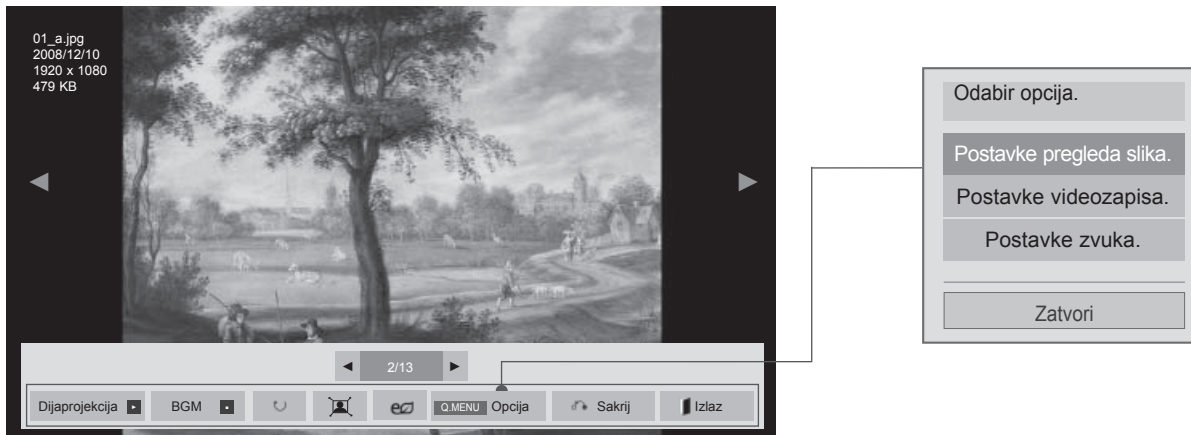 01_a.jpg
2008/12/10
1920 x 1080
479 KB
2/13
Dijaprojekcija BGM Q.MENU Opcija Sakrij Izlaz
Odabir opcija.
Postavke pregleda slika.
Postavke videozapisa.
Postavke zvuka.
Zatvori